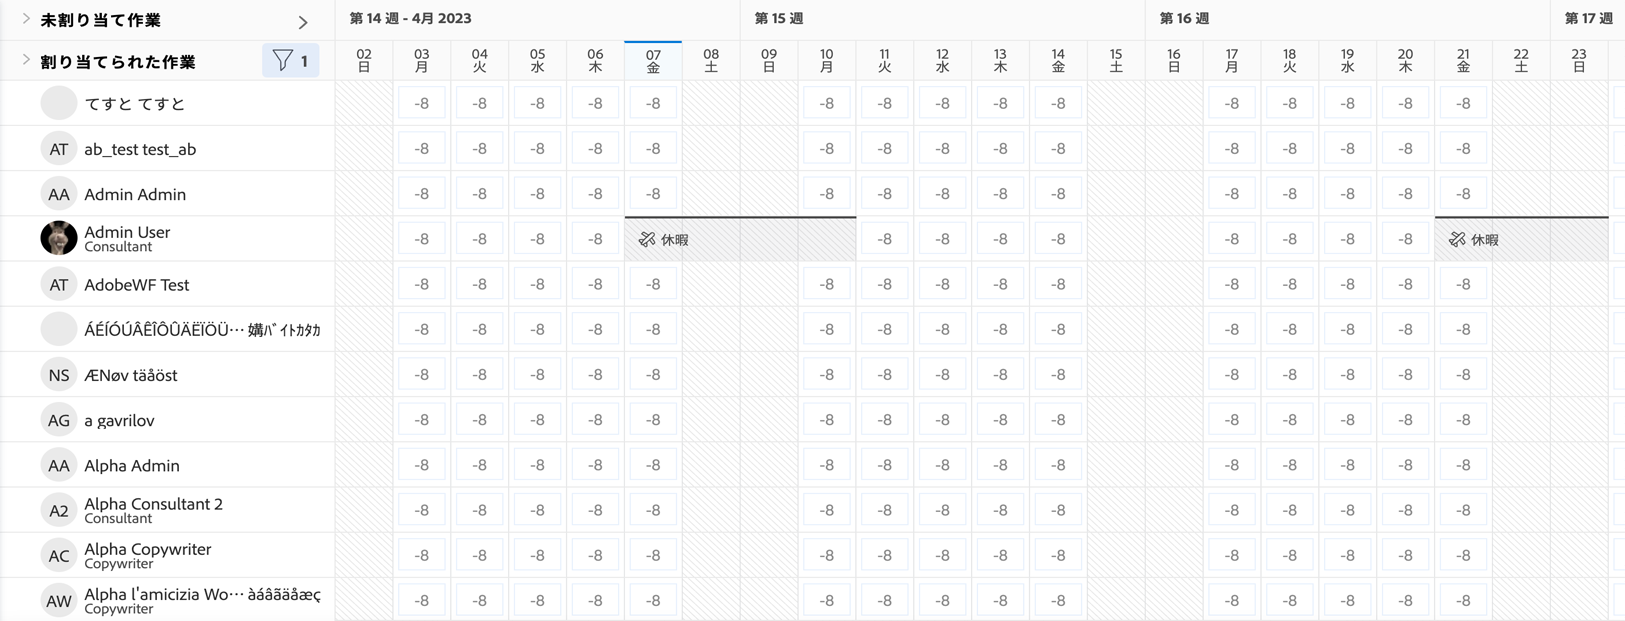 未割り当て作業
第 14 週 - 4月 2023 第 15 週 第 16 週 第 17 週
割り当てられた作業 1
02 03 04 05 06 07 08 09 10 11 12 13 14 15 16 17 18 19 20 21 22 23
日 月 火 水 木 金 土 日 月 火 水 木 金 土 日 月 火 水 木 金 土 日
てすと てすと -8 -8 -8 -8 -8 -8 -8 -8 -8 -8 -8 -8 -8 -8 -8
AT ab_test test_ab -8 -8 -8 -8 -8 -8 -8 -8 -8 -8 -8 -8 -8 -8 -8
AA Admin Admin -8 -8 -8 -8 -8 -8 -8 -8 -8 -8 -8 -8 -8 -8 -8
Admin User
Consultant
-8 -8 -8 -8 休暇 -8 -8 -8 -8 -8 -8 -8 -8 休暇
AT AdobeWF Test -8 -8 -8 -8 -8 -8 -8 -8 -8 -8 -8 -8 -8 -8 -8
ÁÉÍÓÚÂÊÎÔÛÄËÏÖÜ… 媾ﾊﾞｲﾄｶﾀｶ -8 -8 -8 -8 -8 -8 -8 -8 -8 -8 -8 -8 -8 -8 -8
NS ÆNøv täåöst -8 -8 -8 -8 -8 -8 -8 -8 -8 -8 -8 -8 -8 -8 -8
AG a gavrilov -8 -8 -8 -8 -8 -8 -8 -8 -8 -8 -8 -8 -8 -8 -8
AA Alpha Admin -8 -8 -8 -8 -8 -8 -8 -8 -8 -8 -8 -8 -8 -8 -8
A2 Alpha Consultant 2
Consultant
-8 -8 -8 -8 -8 -8 -8 -8 -8 -8 -8 -8 -8 -8 -8
AC Alpha Copywriter
Copywriter
-8 -8 -8 -8 -8 -8 -8 -8 -8 -8 -8 -8 -8 -8 -8
AW Alpha l'amicizia Wo… àáâãäåæç
Copywriter
-8 -8 -8 -8 -8 -8 -8 -8 -8 -8 -8 -8 -8 -8 -8